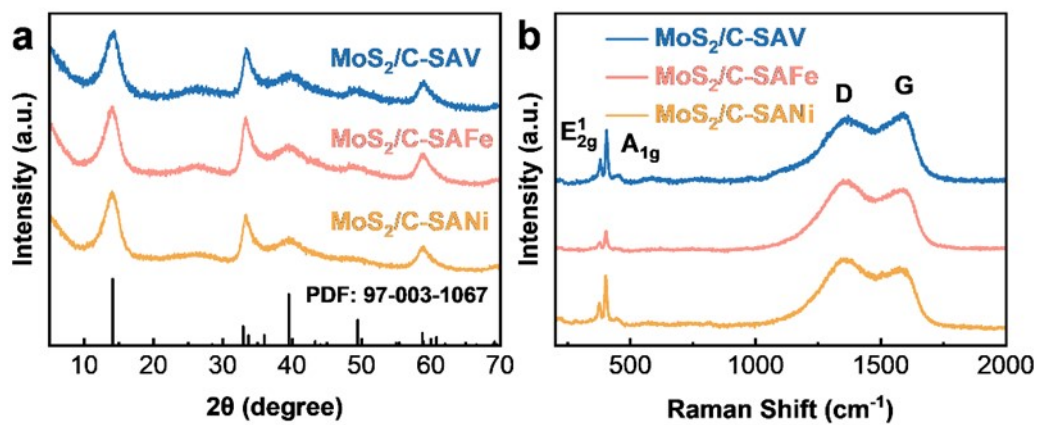 a
MoS₂/C-SAV
MoS₂/C-SAFe
MoS₂/C-SANi
PDF: 97-003-1067
Intensity (a.u.)
10 20 30 40 50 60 70
2θ (degree)
b
MoS₂/C-SAV
MoS₂/C-SAFe
MoS₂/C-SANi
D
G
E¹₂g
A₁g
Intensity (a.u.)
500 1000 1500 2000
Raman Shift (cm⁻¹)